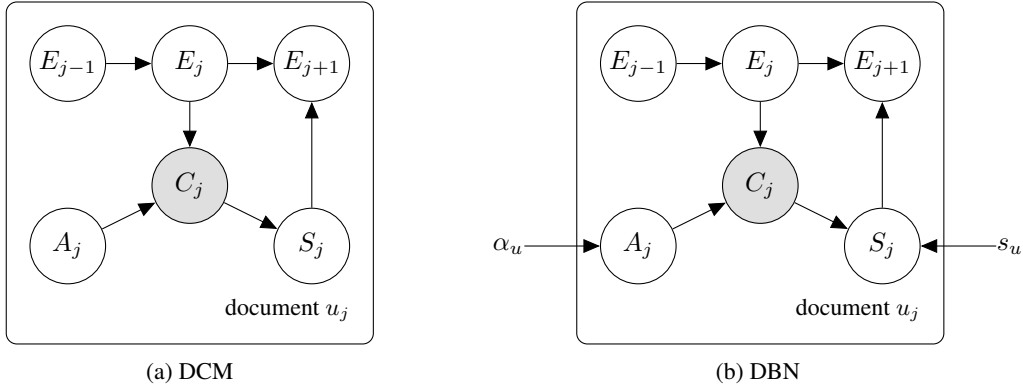 E_{j−1} E_j E_{j+1}
C_j
A_j S_j
document u_j
(a) DCM
E_{j−1} E_j E_{j+1}
C_j
α_u A_j S_j s_u
document u_j
(b) DBN